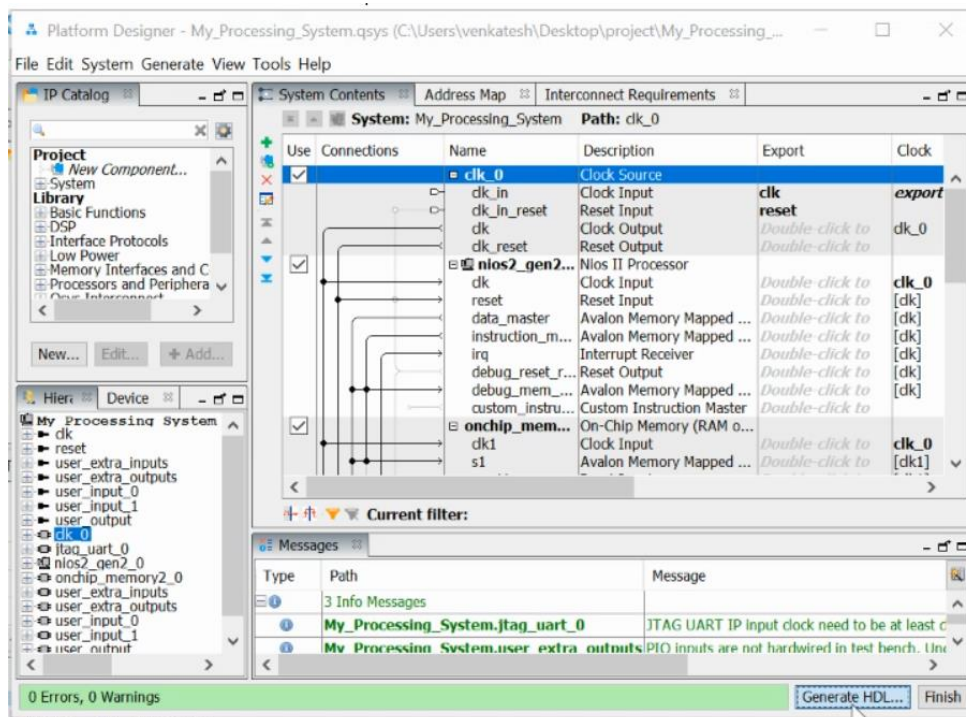 Platform Designer - My_Processing_System.qsys (C:\Users\venkatesh\Desktop\project\My_Processing_...
File Edit System Generate View Tools Help
IP Catalog
Project
New Component...
System
Library
Basic Functions
DSP
Interface Protocols
Low Power
Memory Interfaces and C
Processors and Periphera
Qsys Interconnect
New... Edit... + Add...
Hiera Device
My Processing System
clk
reset
user_extra_inputs
user_extra_outputs
user_input_0
user_input_1
user_output
clk_0
jtag_uart_0
nios2_gen2_0
onchip_memory2_0
user_extra_inputs
user_extra_outputs
user_input_0
user_input_1
user_output
System Contents Address Map Interconnect Requirements
System: My_Processing_System Path: clk_0
Use Connections Name Description Export Clock
clk_0 Clock Source
clk_in Clock Input clk export
clk_in_reset Reset Input reset
clk Clock Output Double-click to clk_0
clk_reset Reset Output Double-click to
nios2_gen2... Nios II Processor
clk Clock Input Double-click to clk_0
reset Reset Input Double-click to [clk]
data_master Avalon Memory Mapped ... Double-click to [clk]
instruction_m... Avalon Memory Mapped ... Double-click to [clk]
irq Interrupt Receiver Double-click to [clk]
debug_reset_r... Reset Output Double-click to [clk]
debug_mem_... Avalon Memory Mapped ... Double-click to [clk]
custom_instru... Custom Instruction Master Double-click to
onchip_mem... On-Chip Memory (RAM o...
clk1 Clock Input Double-click to clk_0
s1 Avalon Memory Mapped ... Double-click to [clk1]
Current filter:
Messages
Type Path Message
3 Info Messages
My_Processing_System.jtag_uart_0 JTAG UART IP input clock need to be at least d
My_Processing_System.user_extra_outputs PIO inputs are not hardwired in test bench. Und
0 Errors, 0 Warnings
Generate HDL... Finish